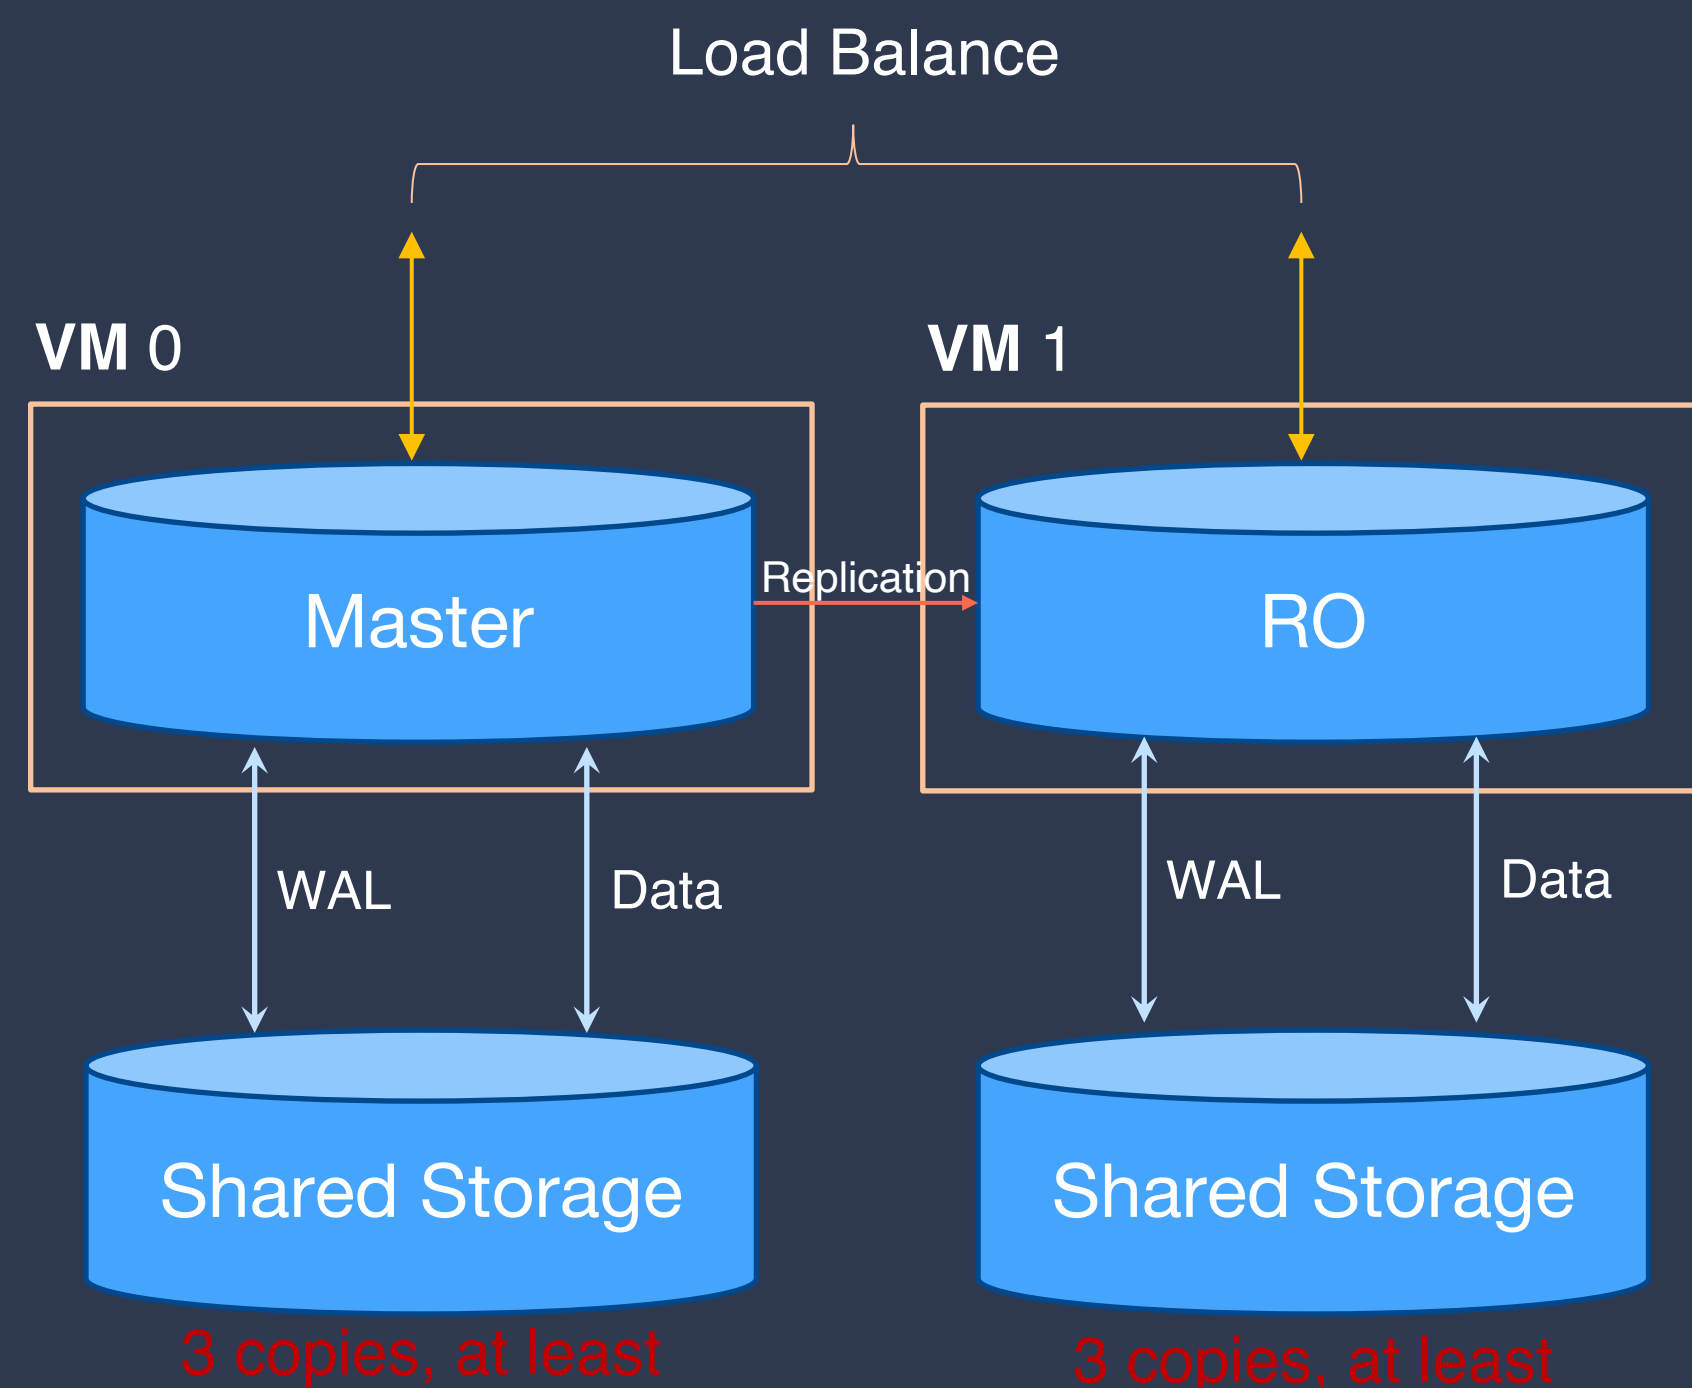 Load Balance
VM 0
VM 1
Replication
Master
RO
WAL
Data
WAL
Data
Shared Storage
Shared Storage
3 copies, at least
3 copies, at least